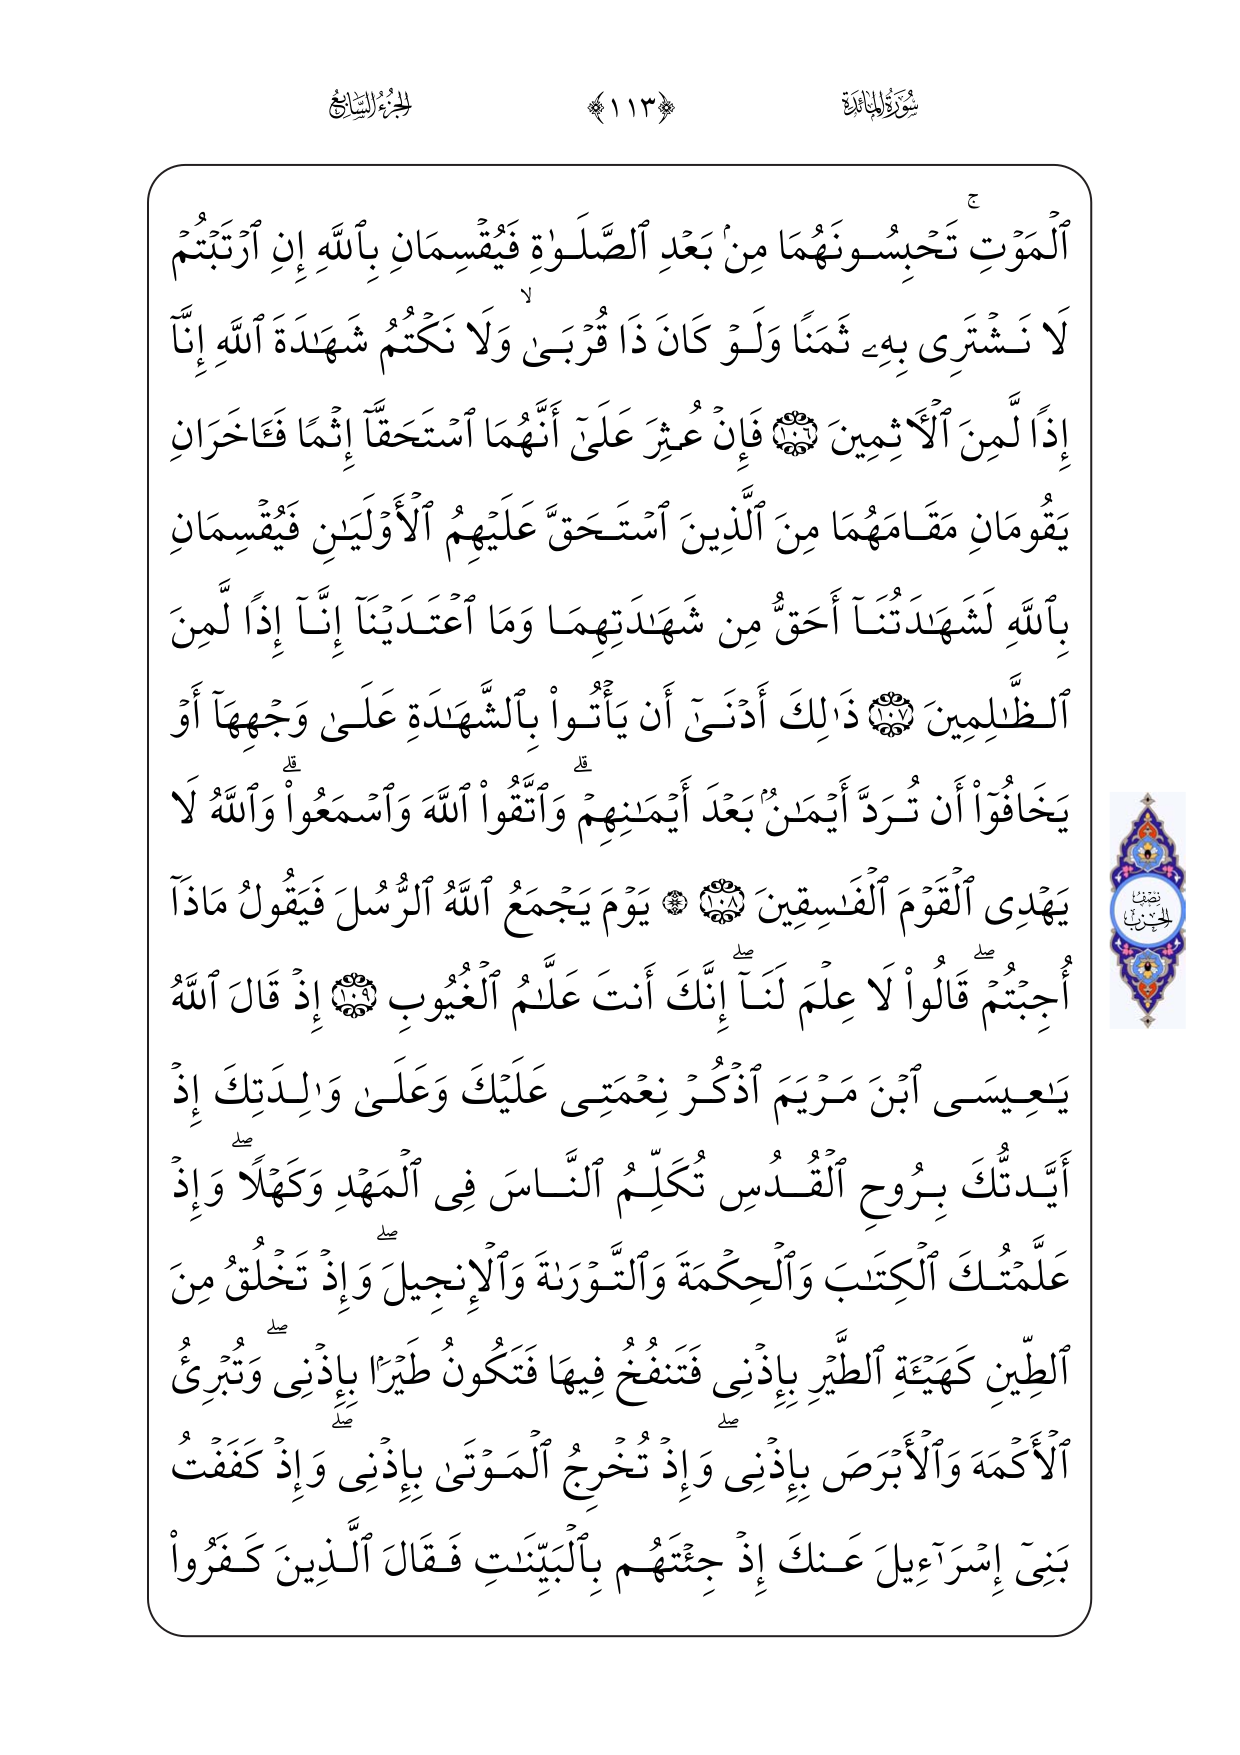 سُورَةُ المَائدَة ﴿١١٣﴾ الجُزءُ السَّابِعُ
ٱلۡمَوۡتِۚ تَحۡبِسُونَهُمَا مِنۢ بَعۡدِ ٱلصَّلَوٰةِ فَيُقۡسِمَانِ بِٱللَّهِ إِنِ ٱرۡتَبۡتُمۡ
لَا نَشۡتَرِى بِهِۦ ثَمَنًا وَلَوۡ كَانَ ذَا قُرۡبَىٰۙ وَلَا نَكۡتُمُ شَهَٰدَةَ ٱللَّهِ إِنَّآ
إِذًا لَّمِنَ ٱلۡأٓثِمِينَ ١٠٦ فَإِنۡ عُثِرَ عَلَىٰٓ أَنَّهُمَا ٱسۡتَحَقَّآ إِثۡمًا فَـَٔاخَرَانِ
يَقُومَانِ مَقَامَهُمَا مِنَ ٱلَّذِينَ ٱسۡتَحَقَّ عَلَيۡهِمُ ٱلۡأَوۡلَيَٰنِ فَيُقۡسِمَانِ
بِٱللَّهِ لَشَهَٰدَتُنَآ أَحَقُّ مِن شَهَٰدَتِهِمَا وَمَا ٱعۡتَدَيۡنَآ إِنَّآ إِذًا لَّمِنَ
ٱلظَّٰلِمِينَ ١٠٧ ذَٰلِكَ أَدۡنَىٰٓ أَن يَأۡتُوا۟ بِٱلشَّهَٰدَةِ عَلَىٰ وَجۡهِهَآ أَوۡ
يَخَافُوٓا۟ أَن تُرَدَّ أَيۡمَٰنُۢ بَعۡدَ أَيۡمَٰنِهِمۡۗ وَٱتَّقُوا۟ ٱللَّهَ وَٱسۡمَعُوا۟ۗ وَٱللَّهُ لَا
يَهۡدِى ٱلۡقَوۡمَ ٱلۡفَٰسِقِينَ ١٠٨ ۞ يَوۡمَ يَجۡمَعُ ٱللَّهُ ٱلرُّسُلَ فَيَقُولُ مَاذَآ
نِصْفُ
الحِزْب
أُجِبۡتُمۡۖ قَالُوا۟ لَا عِلۡمَ لَنَآۖ إِنَّكَ أَنتَ عَلَّٰمُ ٱلۡغُيُوبِ ١٠٩ إِذۡ قَالَ ٱللَّهُ
يَٰعِيسَى ٱبۡنَ مَرۡيَمَ ٱذۡكُرۡ نِعۡمَتِى عَلَيۡكَ وَعَلَىٰ وَٰلِدَتِكَ إِذۡ
أَيَّدتُّكَ بِرُوحِ ٱلۡقُدُسِ تُكَلِّمُ ٱلنَّاسَ فِى ٱلۡمَهۡدِ وَكَهۡلًاۖ وَإِذۡ
عَلَّمۡتُكَ ٱلۡكِتَٰبَ وَٱلۡحِكۡمَةَ وَٱلتَّوۡرَىٰةَ وَٱلۡإِنجِيلَۖ وَإِذۡ تَخۡلُقُ مِنَ
ٱلطِّينِ كَهَيۡـَٔةِ ٱلطَّيۡرِ بِإِذۡنِى فَتَنفُخُ فِيهَا فَتَكُونُ طَيۡرَۢا بِإِذۡنِىۖ وَتُبۡرِئُ
ٱلۡأَكۡمَهَ وَٱلۡأَبۡرَصَ بِإِذۡنِىۖ وَإِذۡ تُخۡرِجُ ٱلۡمَوۡتَىٰ بِإِذۡنِىۖ وَإِذۡ كَفَفۡتُ
بَنِىٓ إِسۡرَٰٓءِيلَ عَنكَ إِذۡ جِئۡتَهُم بِٱلۡبَيِّنَٰتِ فَقَالَ ٱلَّذِينَ كَفَرُوا۟